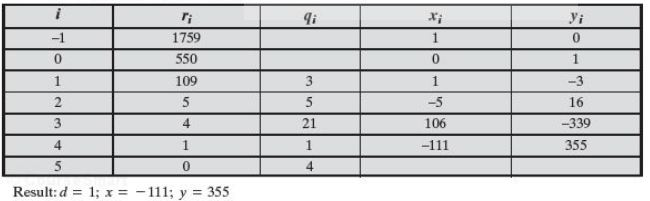 i r_i q_i x_i y_i
–1 1759 1 0
0 550 0 1
1 109 3 1 –3
2 5 5 –5 16
3 4 21 106 –339
4 1 1 –111 355
5 0 4
Result: d = 1; x = –111; y = 355